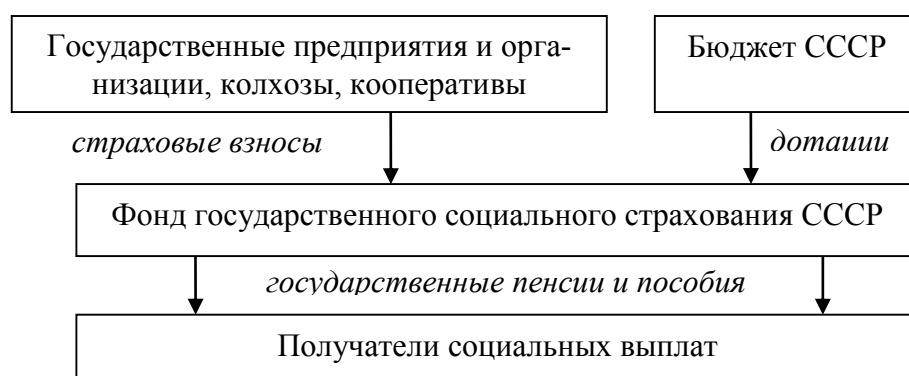 Государственные предприятия и орга-
низации, колхозы, кооперативы
Бюджет СССР
страховые взносы
дотации
Фонд государственного социального страхования СССР
государственные пенсии и пособия
Получатели социальных выплат